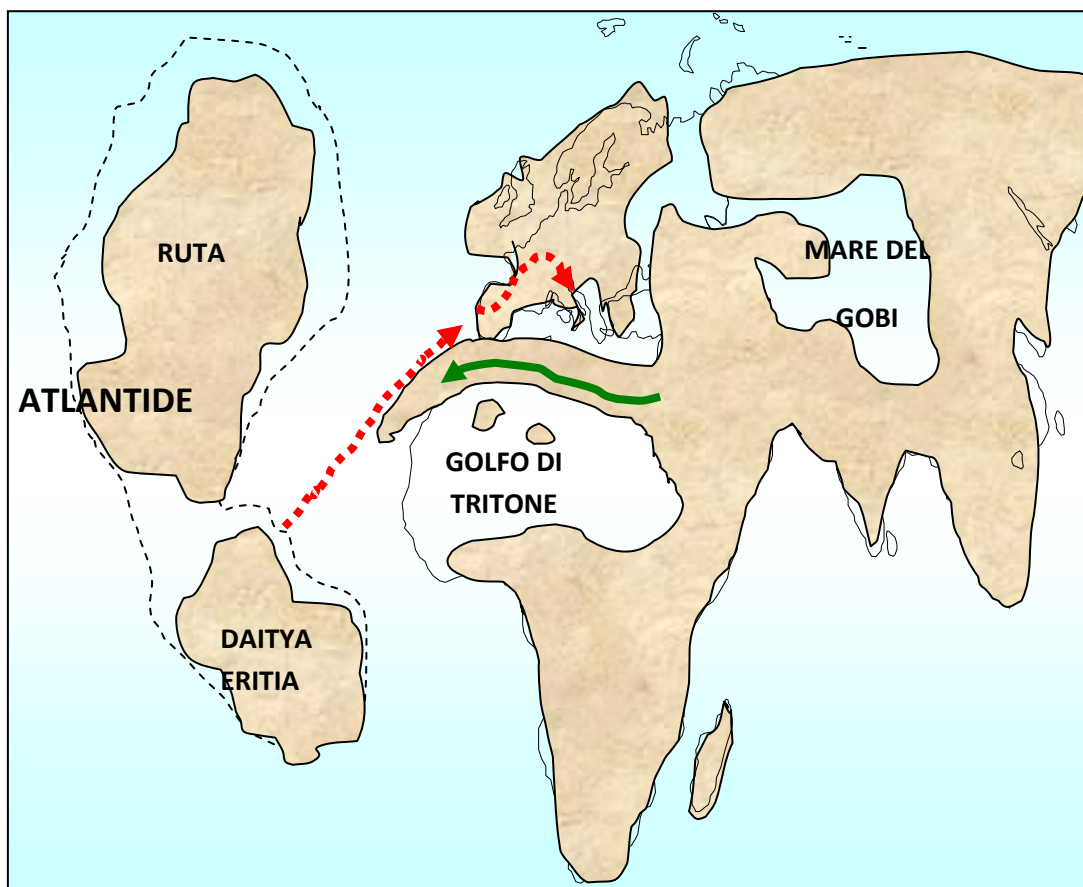 RUTA
MARE DEL
GOBI
ATLANTIDE
GOLFO DI
TRITONE
DAITYA
ERITIA